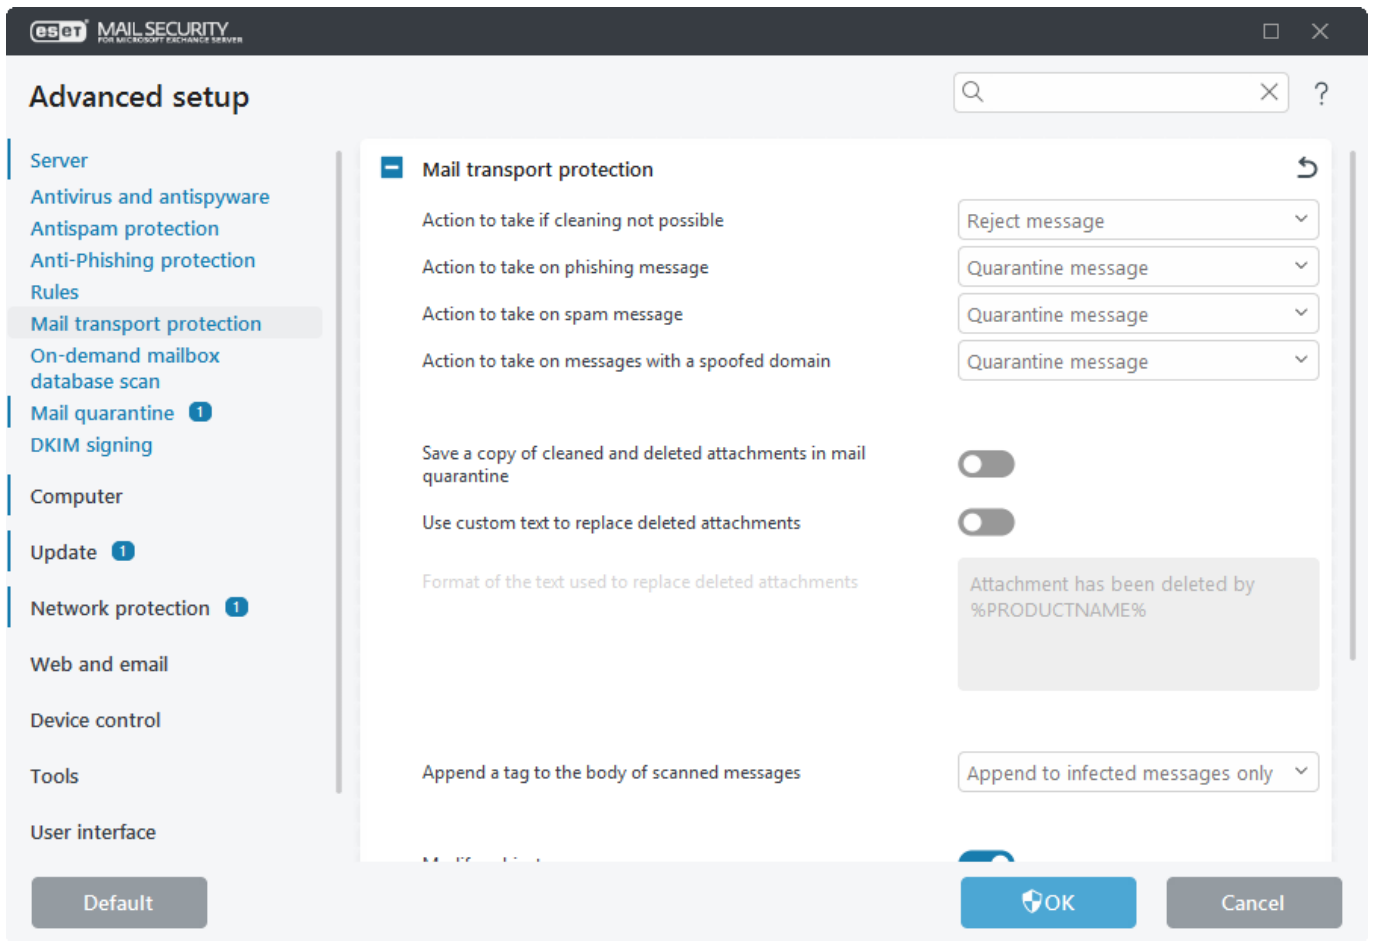 eset MAIL SECURITY
FOR MICROSOFT EXCHANGE SERVER
Advanced setup
?
Server
Antivirus and antispyware
Antispam protection
Anti-Phishing protection
Rules
Mail transport protection
On-demand mailbox
database scan
Mail quarantine 1
DKIM signing
Computer
Update 1
Network protection 1
Web and email
Device control
Tools
User interface
Mail transport protection
Action to take if cleaning not possible
Reject message
Action to take on phishing message
Quarantine message
Action to take on spam message
Quarantine message
Action to take on messages with a spoofed domain
Quarantine message
Save a copy of cleaned and deleted attachments in mail
quarantine
Use custom text to replace deleted attachments
Format of the text used to replace deleted attachments
Attachment has been deleted by
%PRODUCTNAME%
Append a tag to the body of scanned messages
Append to infected messages only
Default
OK
Cancel